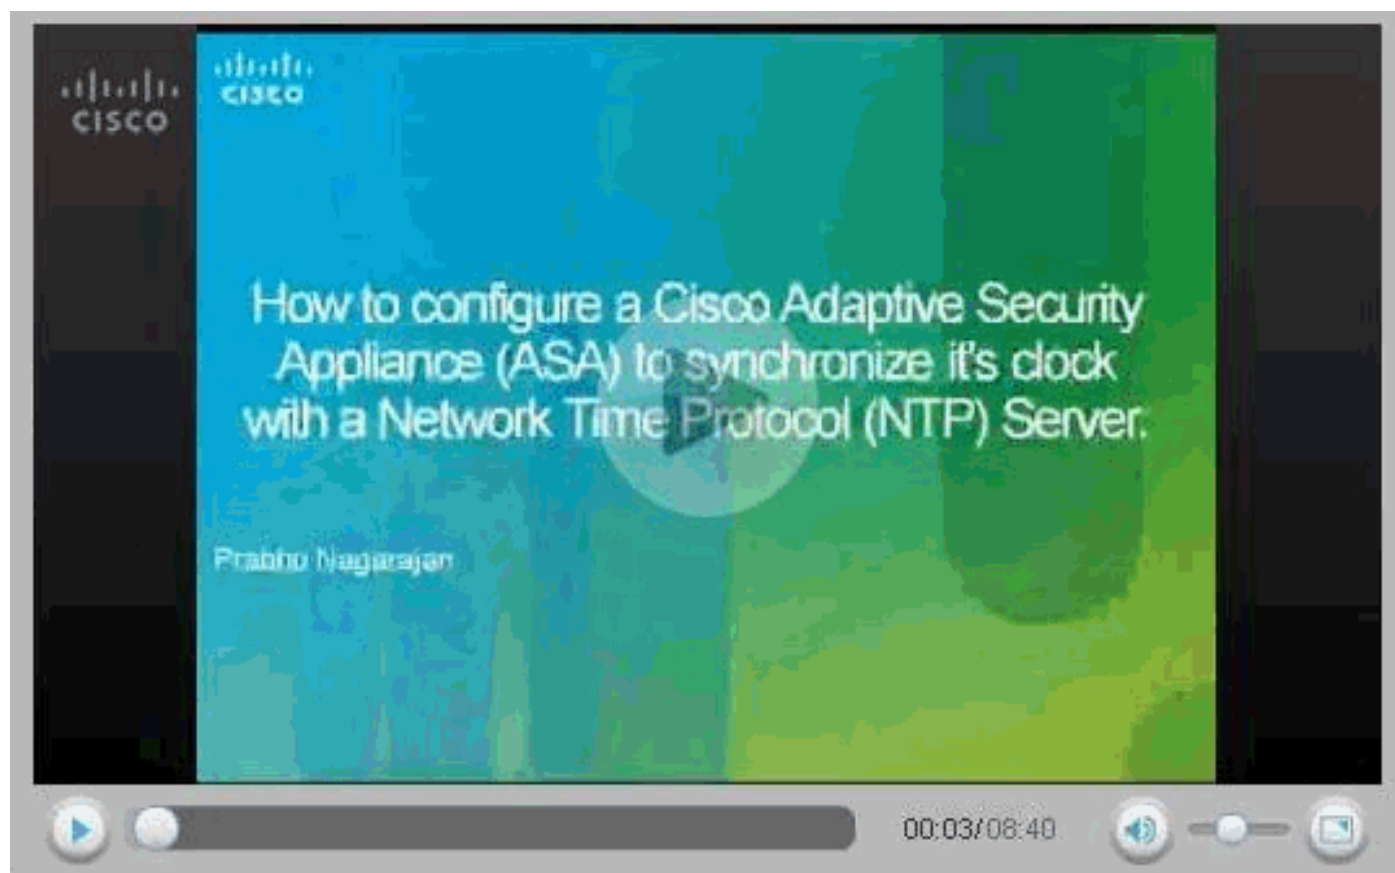 CISCO
CISCO
How to configure a Cisco Adaptive Security
Appliance (ASA) to synchronize it's clock
with a Network Time Protocol (NTP) Server.
Prabhu Nagarajan
00:03/08:40